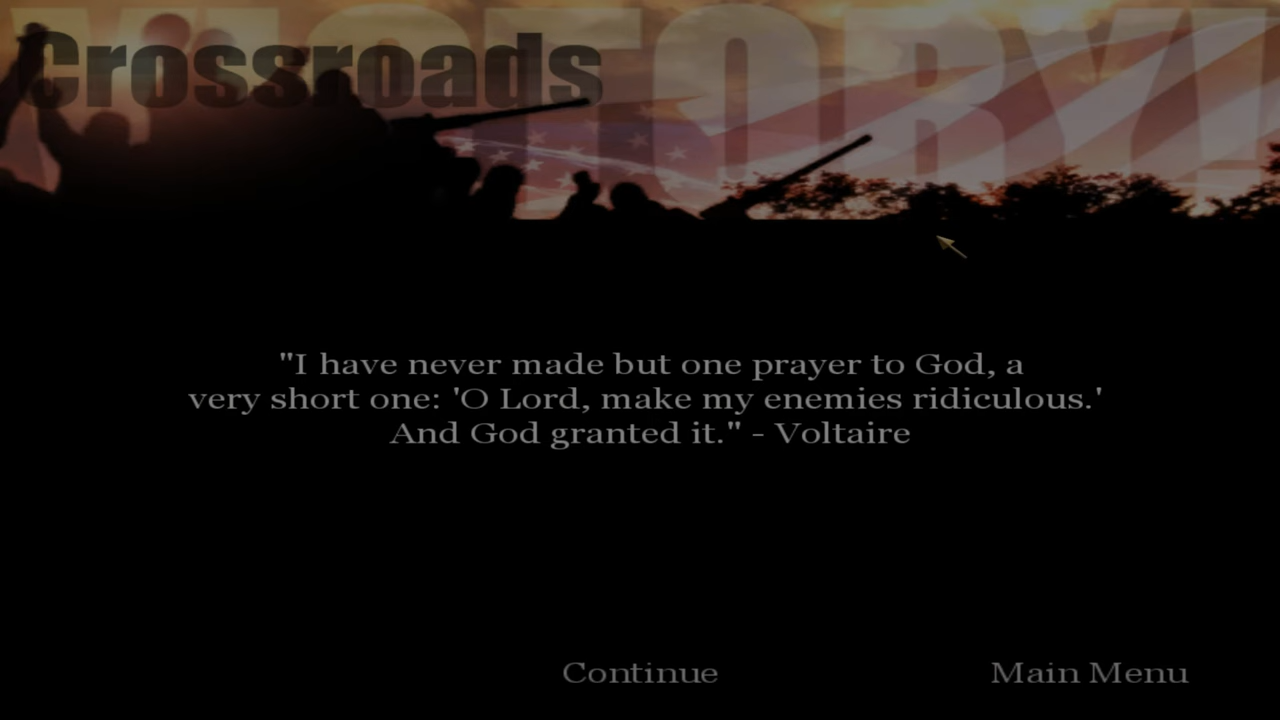 VICTORY!
Crossroads
"I have never made but one prayer to God, a
very short one: 'O Lord, make my enemies ridiculous.'
And God granted it." - Voltaire
Continue
Main Menu